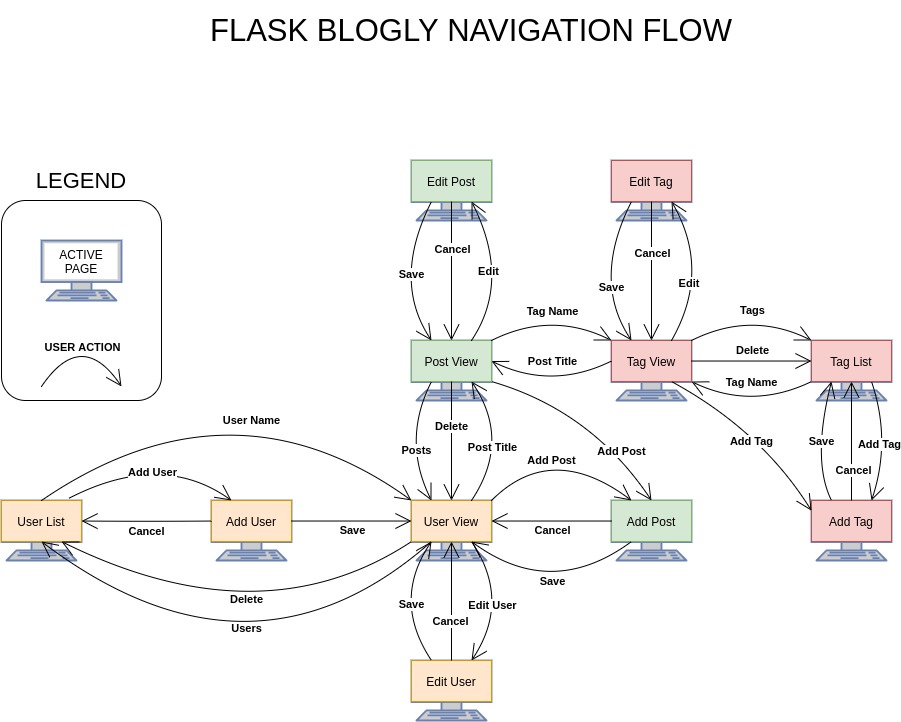 FLASK BLOGLY NAVIGATION FLOW
LEGEND
ACTIVE
PAGE
USER ACTION
Edit Post
Edit Tag
Save
Cancel
Edit
Save
Cancel
Edit
Post View
Tag Name
Post Title
Tag View
Tags
Delete
Tag Name
Tag List
User Name
Add User
Posts
Delete
Post Title
Add Post
Add Post
Add Tag
Save
Cancel
Add Tag
User List
Cancel
Add User
Save
User View
Cancel
Add Post
Add Tag
Save
Delete
Users
Save
Cancel
Edit User
Edit User